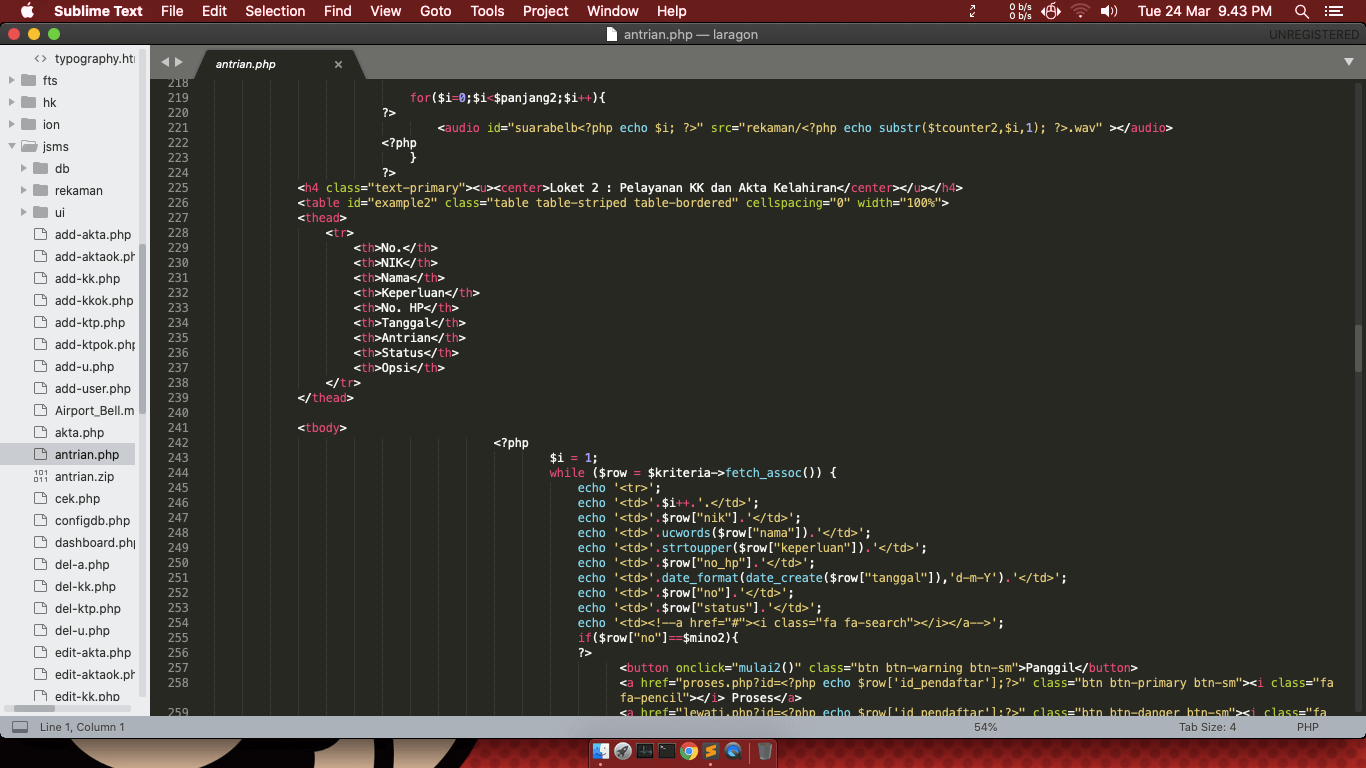 Sublime Text File Edit Selection Find View Goto Tools Project Window Help 0 B/s 0 B/s Tue 24 Mar 9.43 PM
antrian.php — laragon UNREGISTERED
<> typography.ht
fts
hk
ion
jsms
db
rekaman
ui
add-akta.php
add-aktaok.ph
add-kk.php
add-kkok.php
add-ktp.php
add-ktpok.php
add-u.php
add-user.php
Airport_Bell.m
akta.php
antrian.php
antrian.zip
cek.php
configdb.php
dashboard.php
del-a.php
del-kk.php
del-ktp.php
del-u.php
edit-akta.php
edit-aktaok.ph
edit-kk.php
antrian.php ×
218
219 for($i=0;$i<$panjang2;$i++){
220 ?>
221 <audio id="suarabelb<?php echo $i; ?>" src="rekaman/<?php echo substr($tcounter2,$i,1); ?>.wav" ></audio>
222 <?php
223 }
224 ?>
225 <h4 class="text-primary"><u><center>Loket 2 : Pelayanan KK dan Akta Kelahiran</center></u></h4>
226 <table id="example2" class="table table-striped table-bordered" cellspacing="0" width="100%">
227 <thead>
228 <tr>
229 <th>No.</th>
230 <th>NIK</th>
231 <th>Nama</th>
232 <th>Keperluan</th>
233 <th>No. HP</th>
234 <th>Tanggal</th>
235 <th>Antrian</th>
236 <th>Status</th>
237 <th>Opsi</th>
238 </tr>
239 </thead>
240
241 <tbody>
242 <?php
243 $i = 1;
244 while ($row = $kriteria->fetch_assoc()) {
245 echo '<tr>';
246 echo '<td>'.$i++.'.</td>';
247 echo '<td>'.$row["nik"].'</td>';
248 echo '<td>'.ucwords($row["nama"]).'</td>';
249 echo '<td>'.strtoupper($row["keperluan"]).'</td>';
250 echo '<td>'.$row["no_hp"].'</td>';
251 echo '<td>'.date_format(date_create($row["tanggal"]),'d-m-Y').'</td>';
252 echo '<td>'.$row["no"].'</td>';
253 echo '<td>'.$row["status"].'</td>';
254 echo '<td><!--a href="#"><i class="fa fa-search"></i></a-->';
255 if($row["no"]==$mino2){
256 ?>
257 <button onclick="mulai2()" class="btn btn-warning btn-sm">Panggil</button>
258 <a href="proses.php?id=<?php echo $row['id_pendaftar'];?>" class="btn btn-primary btn-sm"><i class="fa
fa-pencil"></i> Proses</a>
259 <a href="lewati.php?id=<?php echo $row['id_pendaftar'];?>" class="btn btn-danger btn-sm"><i class="fa
Line 1, Column 1 54% Tab Size: 4 PHP